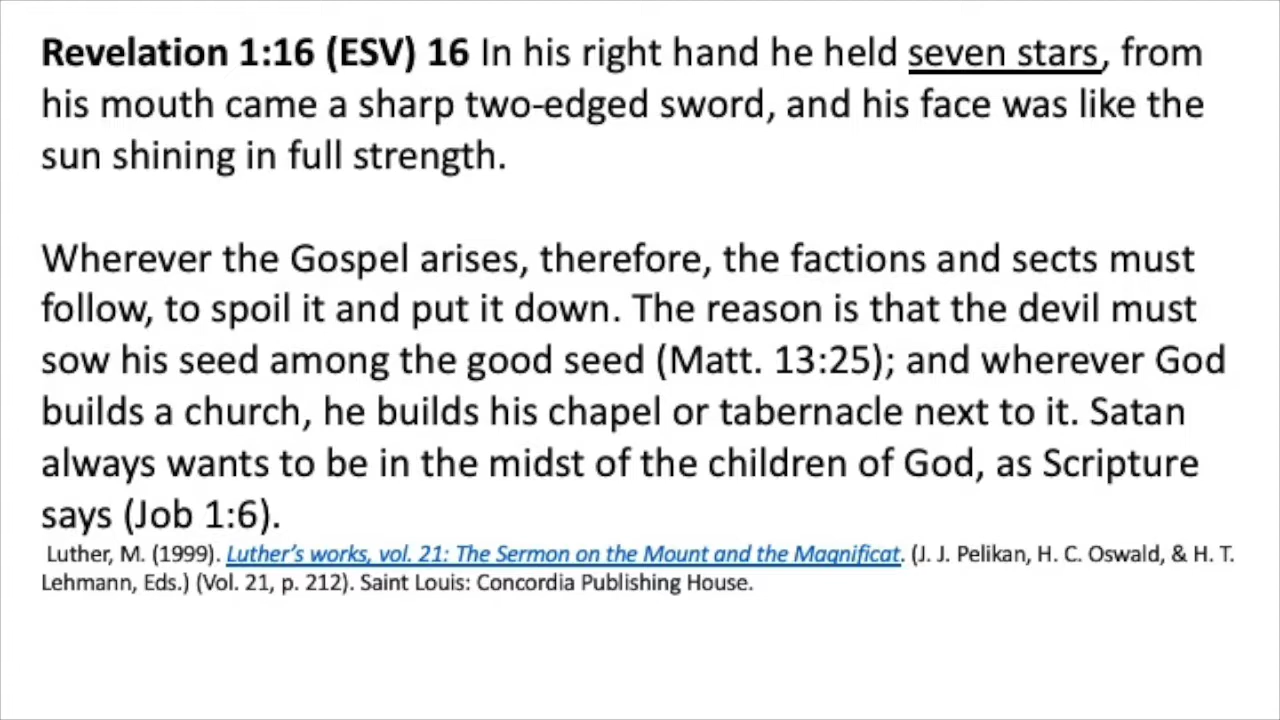 Revelation 1:16 (ESV) 16 In his right hand he held seven stars, from
his mouth came a sharp two-edged sword, and his face was like the
sun shining in full strength.
Wherever the Gospel arises, therefore, the factions and sects must
follow, to spoil it and put it down. The reason is that the devil must
sow his seed among the good seed (Matt. 13:25); and wherever God
builds a church, he builds his chapel or tabernacle next to it. Satan
always wants to be in the midst of the children of God, as Scripture
says (Job 1:6).
Luther, M. (1999). Luther’s works, vol. 21: The Sermon on the Mount and the Magnificat. (J. J. Pelikan, H. C. Oswald, & H. T.
Lehmann, Eds.) (Vol. 21, p. 212). Saint Louis: Concordia Publishing House.